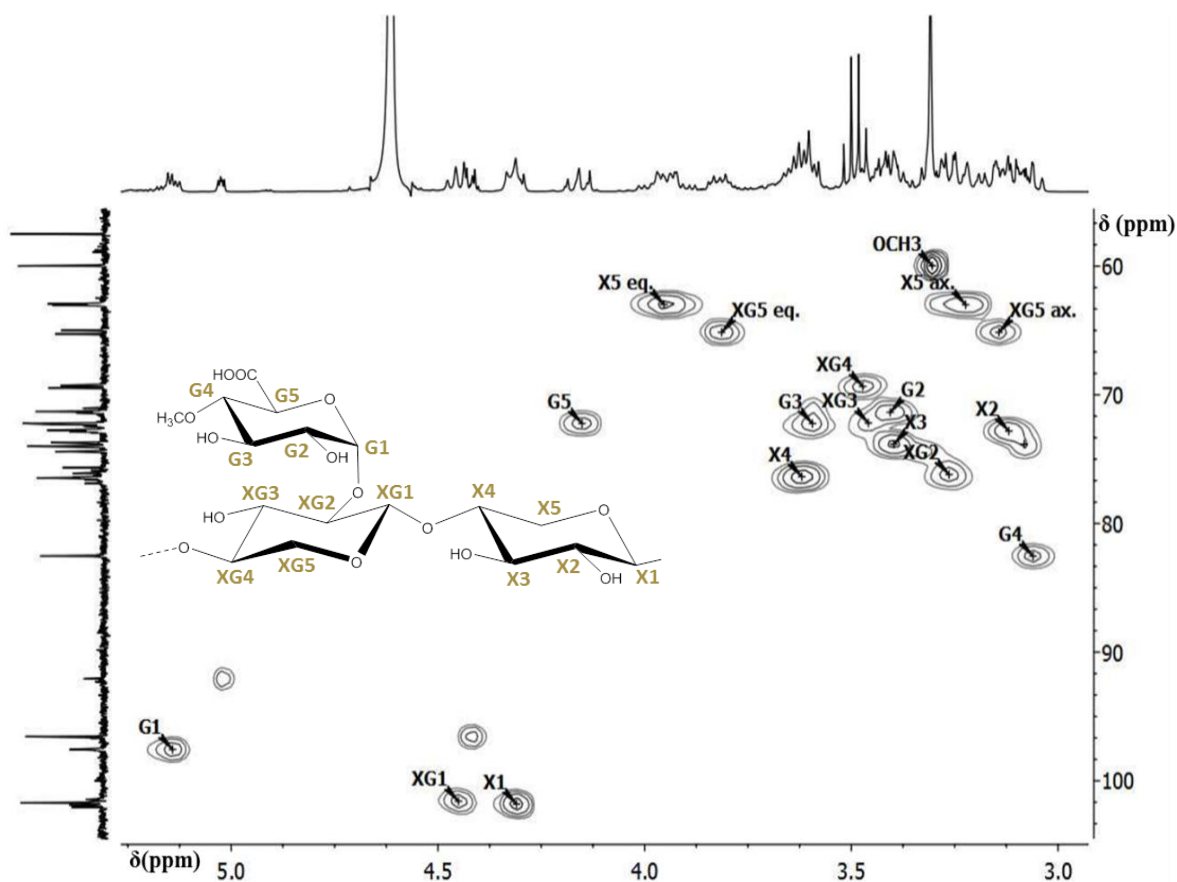 δ (ppm)
OCH3
60
X5 eq.
X5 ax.
XG5 eq.
XG5 ax.
XG4
70
HOOC
G4
G5
O
G5
G3
XG3
G2
X3
X2
H3CO
HO
G3
G2
OH
G1
X4
XG2
O
XG3
XG2
XG1
X4
X5
O
80
HO
O
G4
O
XG5
O
HO
X2
XG4
X3
OH
X1
90
G1
XG1
X1
100
δ(ppm)
5.0
4.5
4.0
3.5
3.0